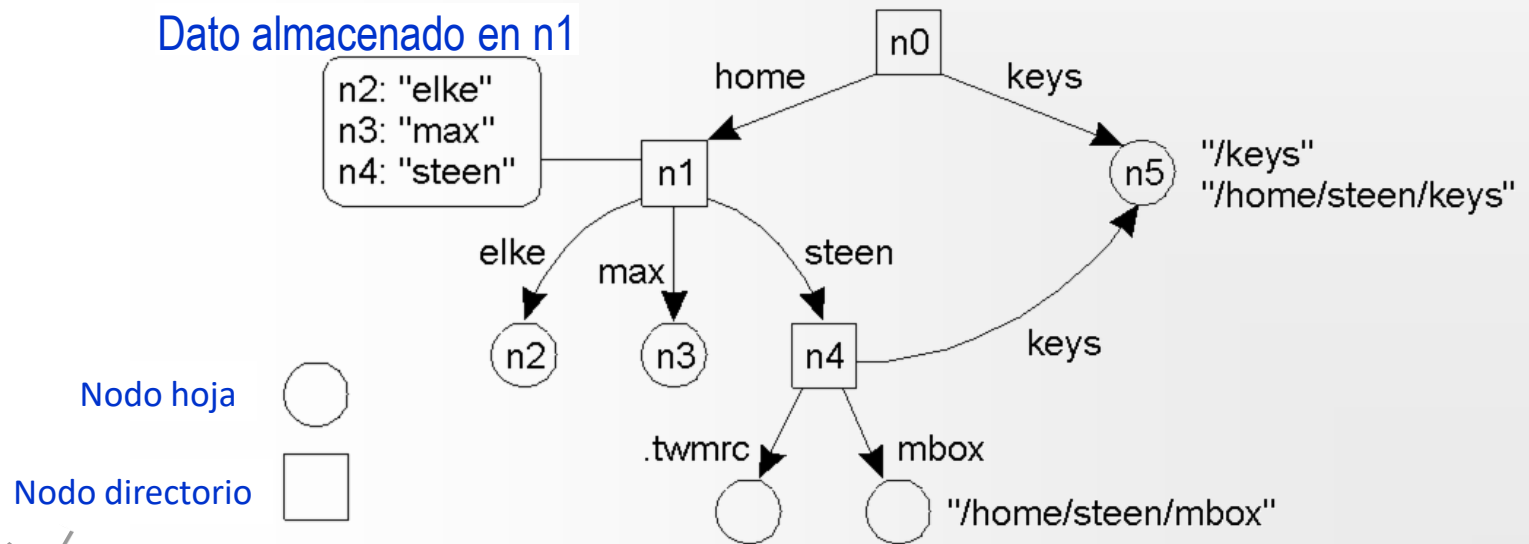 Dato almacenado en n1
n0
home
keys
n2: "elke"
n3: "max"
n4: "steen"
n1
n5
"/keys"
"/home/steen/keys"
elke
max
steen
n2
n3
n4
keys
Nodo hoja
.twmrc
mbox
Nodo directorio
"/home/steen/mbox"